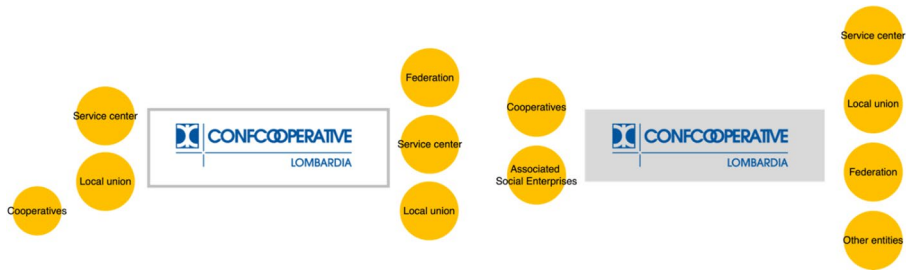 Federation
Service center
CONFCOOPERATIVE
LOMBARDIA
Service center
Local union
Local union
Cooperatives
Service center
Cooperatives
Local union
CONFCOOPERATIVE
LOMBARDIA
Associated
Social Enterprises
Federation
Other entities